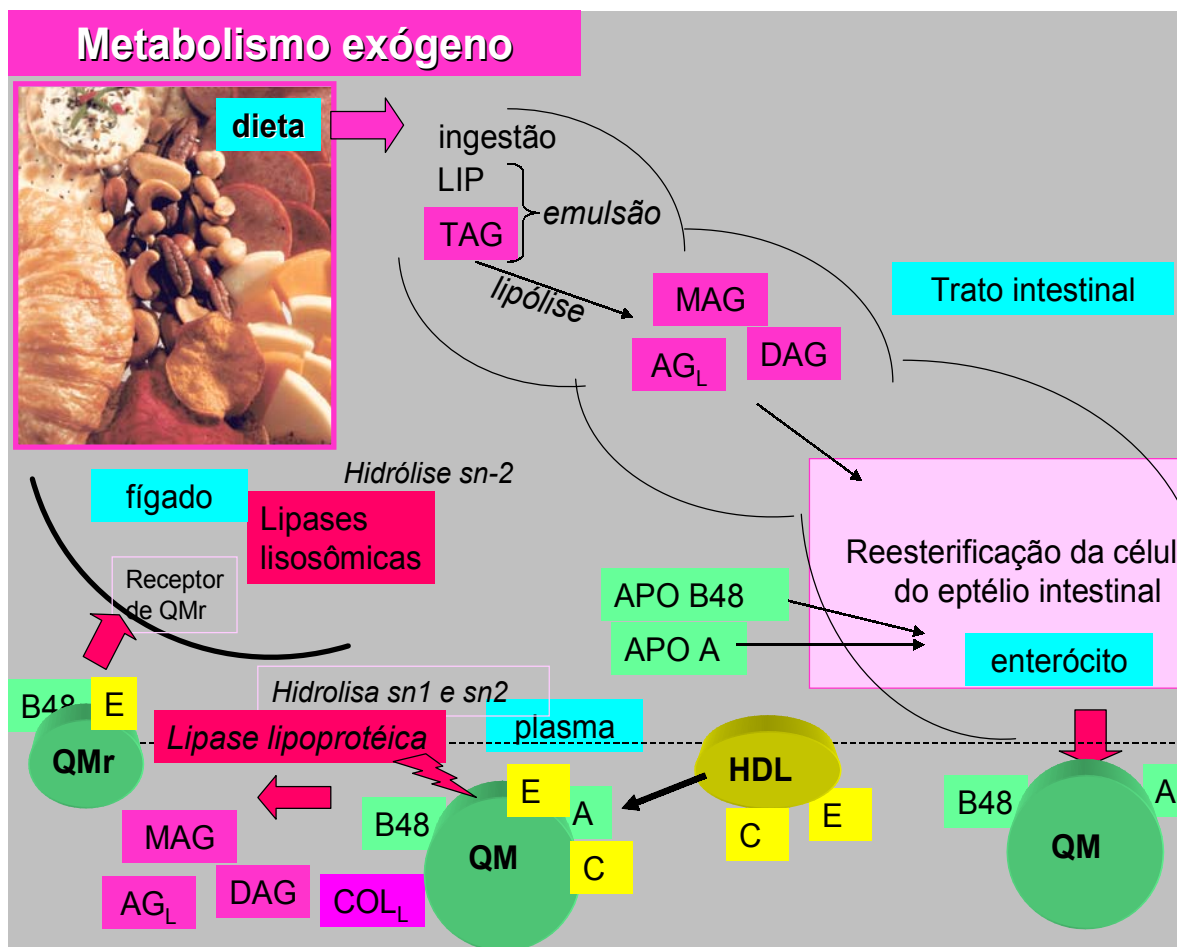 Metabolismo exógeno
dieta
ingestão
LIP
emulsão
TAG
lipólise
MAG
DAG
AGL
Trato intestinal
Hidrólise sn-2
fígado
Lipases
lisosômicas
Receptor
de QMr
Reesterificação da célul
do eptélio intestinal
APO B48
APO A
enterócito
Hidrolisa sn1 e sn2
B48
E
Lipase lipoprotéica
plasma
QMr
HDL
E
A
B48
C
QM
C
E
B48
A
QM
MAG
DAG
AGL
COLL